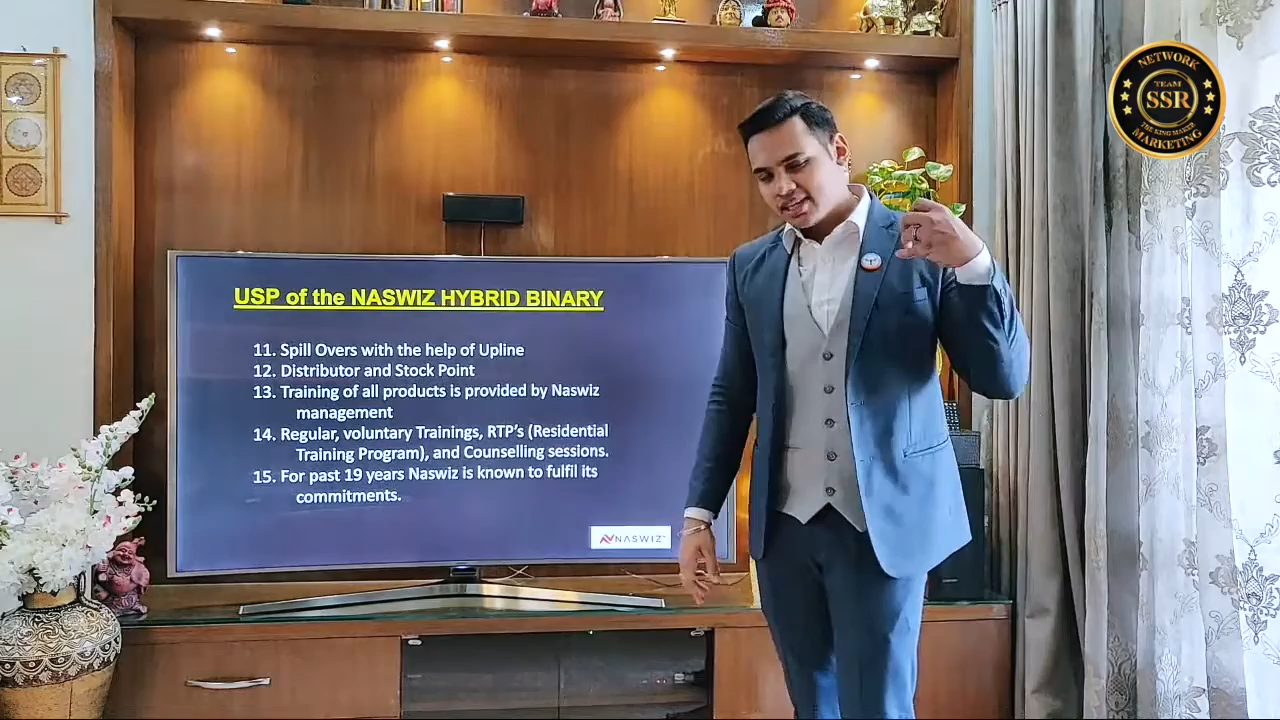 NETWORK
TEAM
SSR
THE KING MAKER
MARKETING
USP of the NASWIZ HYBRID BINARY
11. Spill Overs with the help of Upline
12. Distributor and Stock Point
13. Training of all products is provided by Naswiz
management
14. Regular, voluntary Trainings, RTP's (Residential
Training Program), and Counselling sessions.
15. For past 19 years Naswiz is known to fulfil its
commitments.
NASWIZ